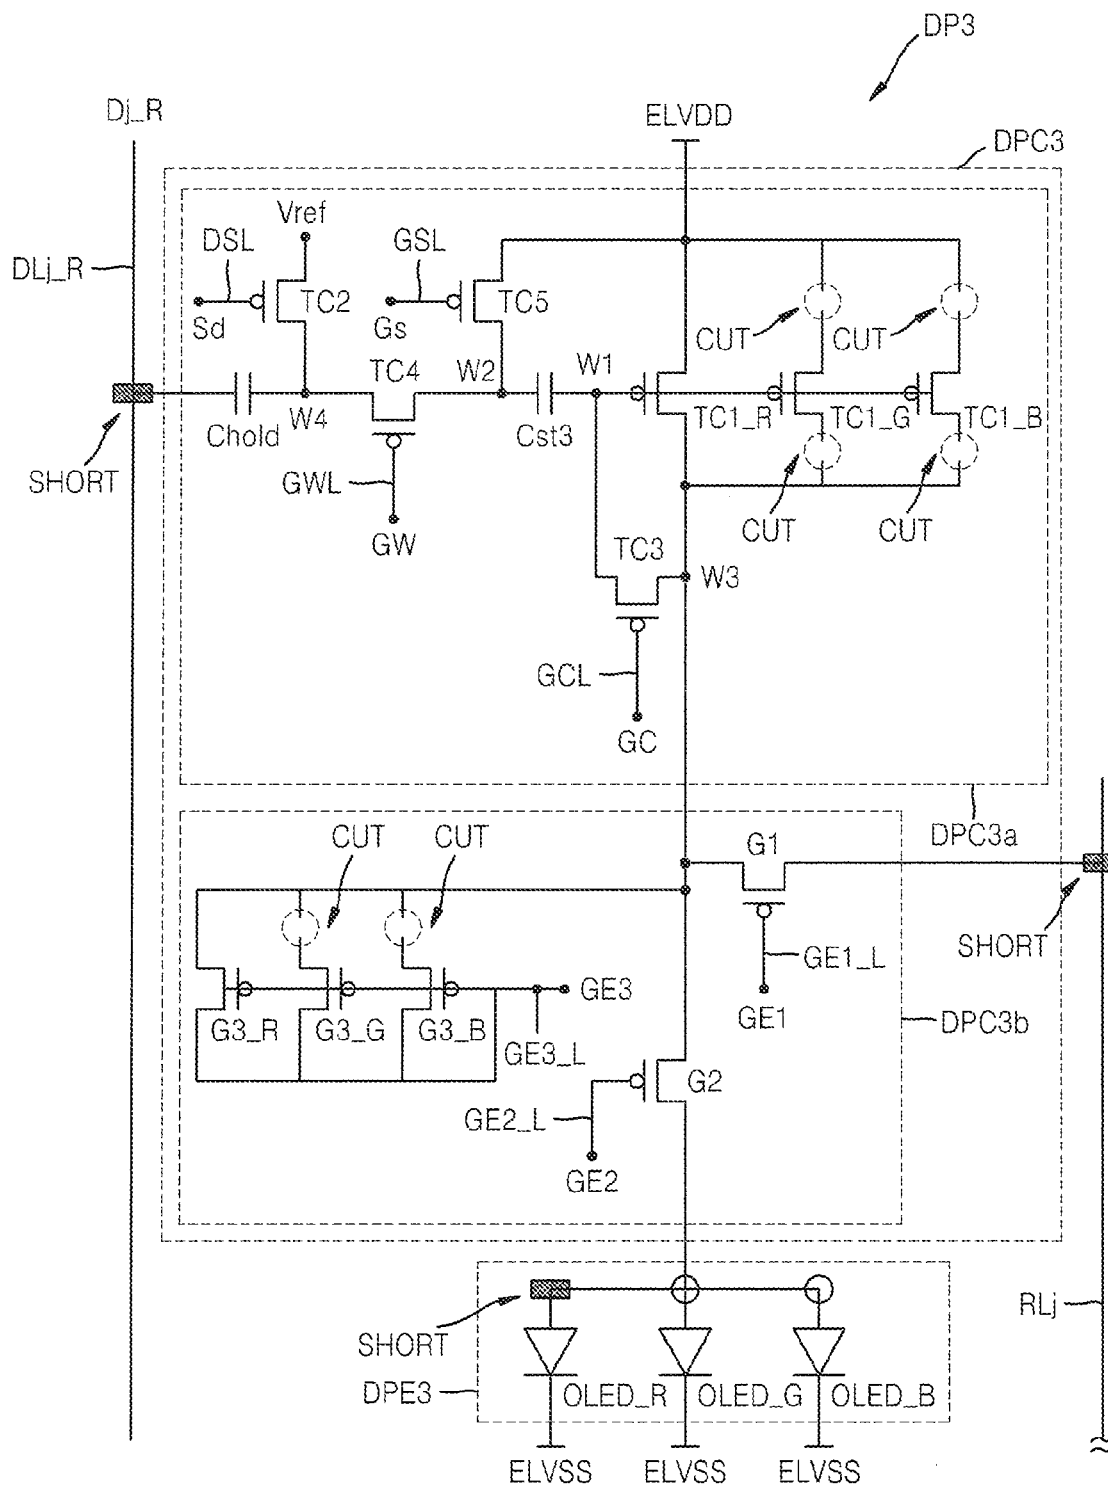 DP3
Dj_R
ELVDD
DPC3
Vref
DSL
GSL
DLj_R
TC2
TC5
Sd
Gs
CUT
CUT
W1
TC4
W2
W4
TC1_R
TC1_G
TC1_B
Chold
Cst3
SHORT
GWL
CUT
CUT
GW
TC3
W3
GCL
GC
CUT
CUT
G1
DPC3a
SHORT
GE1_L
GE3
GE1
DPC3b
G3_R
G3_G
G3_B
GE3_L
G2
GE2_L
GE2
RLj
SHORT
DPE3
OLED_R
OLED_G
OLED_B
ELVSS
ELVSS
ELVSS